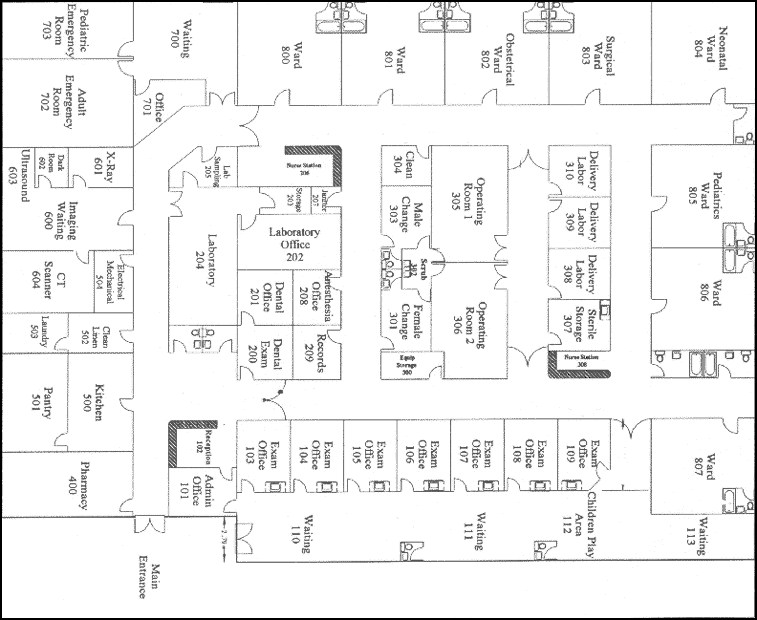 Pediatric
Emergency
Room
703
Waiting
700
Ward
800
Ward
801
Obstetrical
Ward
802
Surgical
Ward
803
Neonatal
Ward
804
Adult
Emergency
Room
702
Office
701
Ultrasound
603
Dark
Room
602
X-Ray
601
Lab
Sampling
205
Nurse Station
206
Clean
304
Operating
Room 1
305
Delivery
Labor
310
Pediatrics
Ward
805
Imaging
Waiting
600
Storage
203
Janitor
207
Male
Change
303
Delivery
Labor
309
Laboratory
204
Laboratory
Office
202
CT
Scanner
604
Electrical
Mechanical
504
Dental
Office
201
Anesthesia
Office
208
Scrub
302
Delivery
Labor
308
Ward
806
Laundry
503
Clean
Linen
502
Dental
Exam
200
Records
209
Female
Change
301
Operating
Room 2
306
Sterile
Storage
307
Equip
Storage
300
Nurse Station
308
Pantry
501
Kitchen
500
Reception
102
Exam
Office
103
Exam
Office
104
Exam
Office
105
Exam
Office
106
Exam
Office
107
Exam
Office
108
Exam
Office
109
Ward
807
Pharmacy
400
Admin
Office
101
2.70
Waiting
110
Waiting
111
Children Play
Area
112
Waiting
113
Main
Entrance